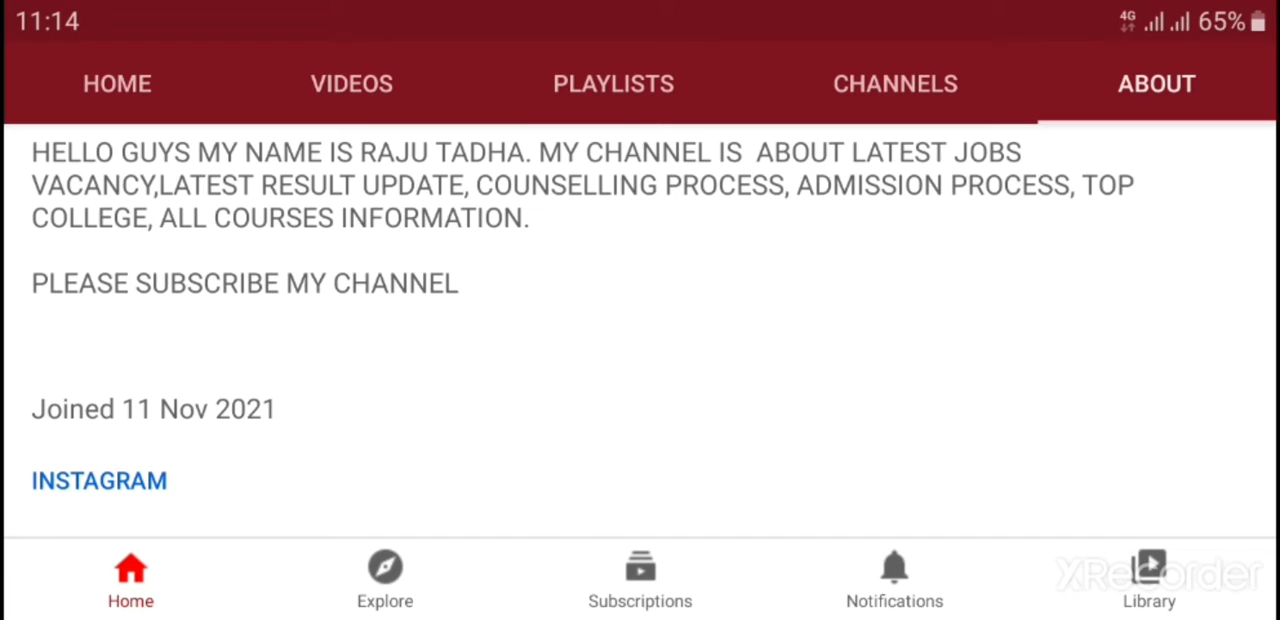 11:14
4G
65%
HOME
VIDEOS
PLAYLISTS
CHANNELS
ABOUT
HELLO GUYS MY NAME IS RAJU TADHA. MY CHANNEL IS  ABOUT LATEST JOBS
VACANCY,LATEST RESULT UPDATE, COUNSELLING PROCESS, ADMISSION PROCESS, TOP
COLLEGE, ALL COURSES INFORMATION.
PLEASE SUBSCRIBE MY CHANNEL
Joined 11 Nov 2021
INSTAGRAM
Home
Explore
Subscriptions
Notifications
Library
XRecorder